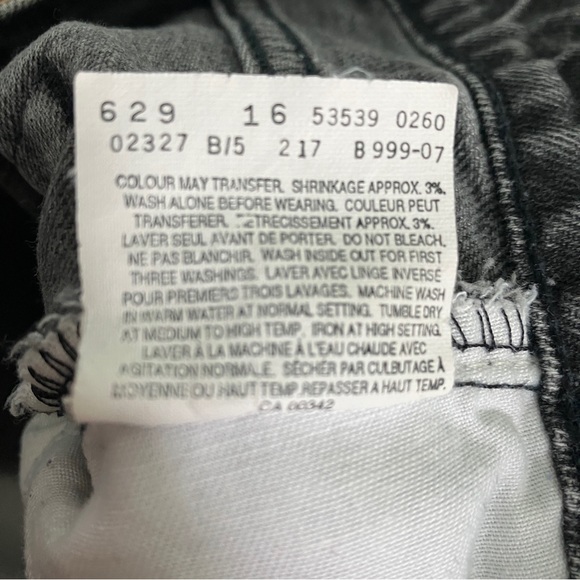 629 16 53539 0260
02327 B/5 217 B 999-07
COLOUR MAY TRANSFER. SHRINKAGE APPROX. 3%.
WASH ALONE BEFORE WEARING. COULEUR PEUT
TRANSFERER. ETRECISSEMENT APPROX. 3%.
LAVER SEUL AVANT DE PORTER. DO NOT BLEACH.
NE PAS BLANCHIR. WASH INSIDE OUT FOR FIRST
THREE WASHINGS. LAVER AVEC LINGE INVERSÉ
POUR PREMIERS TROIS LAVAGES. MACHINE WASH
IN WARM WATER AT NORMAL SETTING. TUMBLE DRY
AT MEDIUM TO HIGH TEMP. IRON AT HIGH SETTING.
LAVER À LA MACHINE À L'EAU CHAUDE AVEC
AGITATION NORMALE. SÉCHER PAR CULBUTAGE À
MOYENNE OU HAUT TEMP. REPASSER A HAUT TEMP.
CA 00342